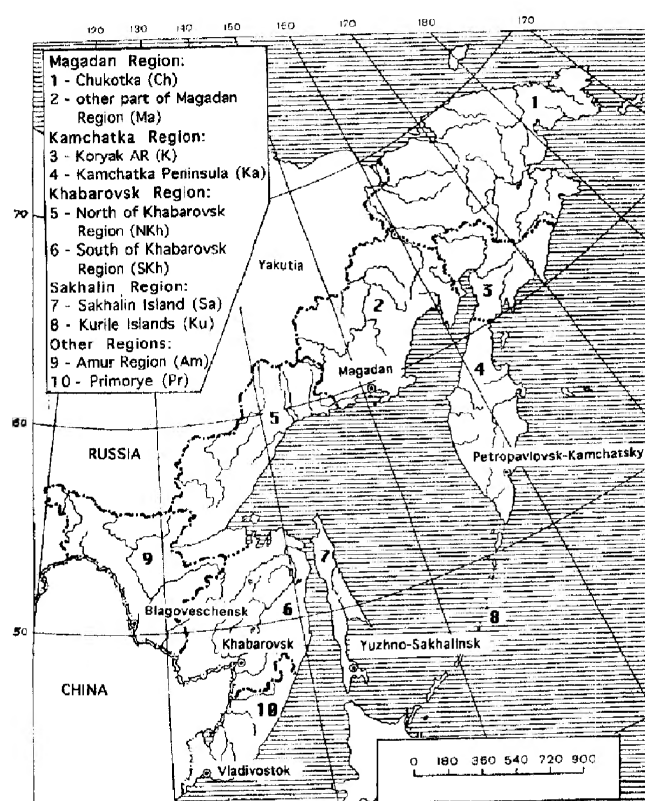 120 130 140 150 160 170 180 170
Magadan Region:
1 - Chukotka (Ch)
2 - other part of Magadan
Region (Ma)
Kamchatka Region:
3 - Koryak AR (K)
4 - Kamchatka Peninsula (Ka)
Khabarovsk Region:
5 - North of Khabarovsk
Region (NKh)
6 - South of Khabarovsk
Region (SKh)
Sakhalin Region:
7 - Sakhalin Island (Sa)
8 - Kurile Islands (Ku)
Other Regions:
9 - Amur Region (Am)
10 - Primorye (Pr)
1
70
Yakutia
2
3
Magadan
4
60
5
RUSSIA
Petropavlovsk-Kamchatsky
9
7
Blagoveschensk
6
8
50
Khabarovsk
Yuzhno-Sakhalinsk
CHINA
10
Vladivostok
0 180 360 540 720 900